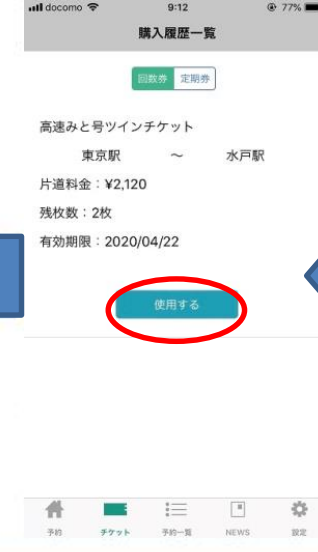 docomo 9:12 77%
購入履歴一覧
回数券 定期券
高速みと号ツインチケット
東京駅 ～ 水戸駅
片道料金：¥2,120
残枚数：2枚
有効期限：2020/04/22
使用する
予約 チケット 予約一覧 NEWS 設定